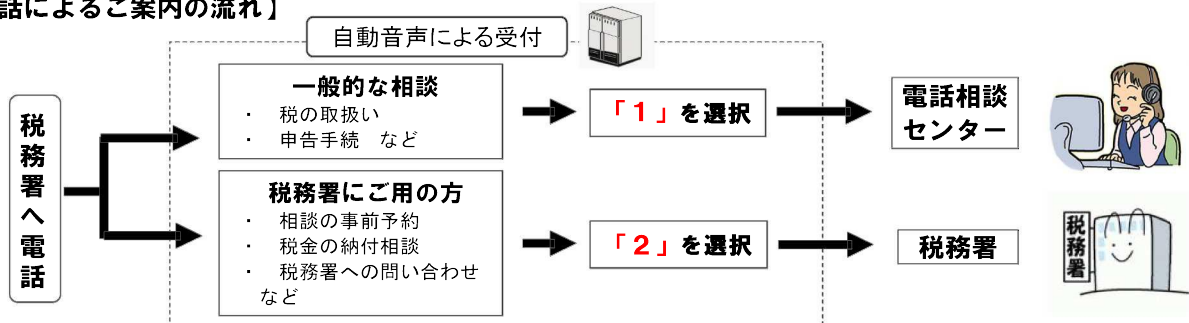 話によるご案内の流れ】
自動音声による受付
税務署へ電話
一般的な相談
・ 税の取扱い
・ 申告手続 など
「1」を選択
電話相談
センター
税務署にご用の方
・ 相談の事前予約
・ 税金の納付相談
・ 税務署への問い合わせ
など
「2」を選択
税務署
税務署